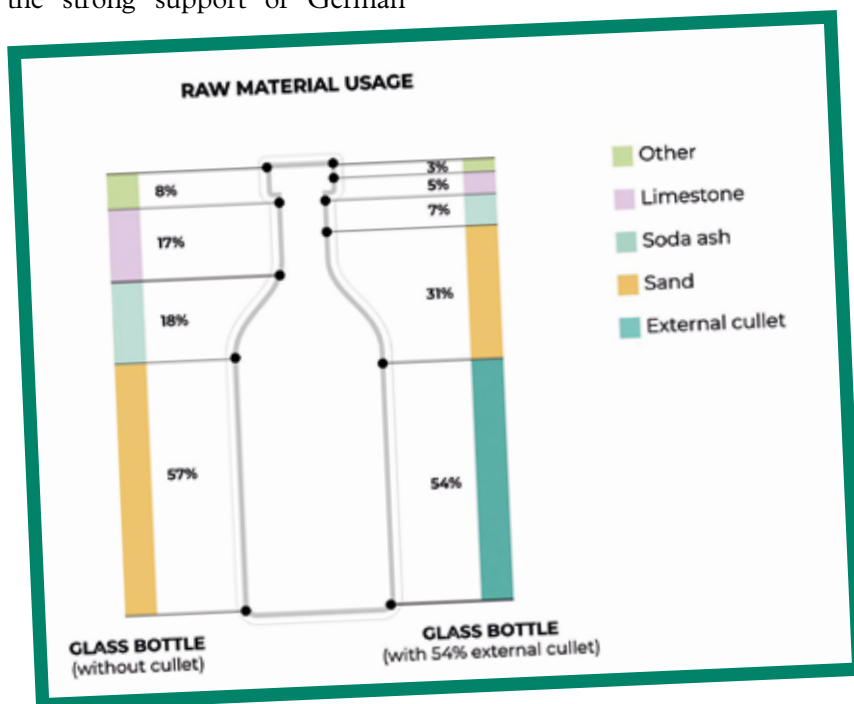 the strong support of German
RAW MATERIAL USAGE
8%
17%
18%
57%
3%
5%
7%
31%
54%
Other
Limestone
Soda ash
Sand
External cullet
GLASS BOTTLE
(without cullet)
GLASS BOTTLE
(with 54% external cullet)